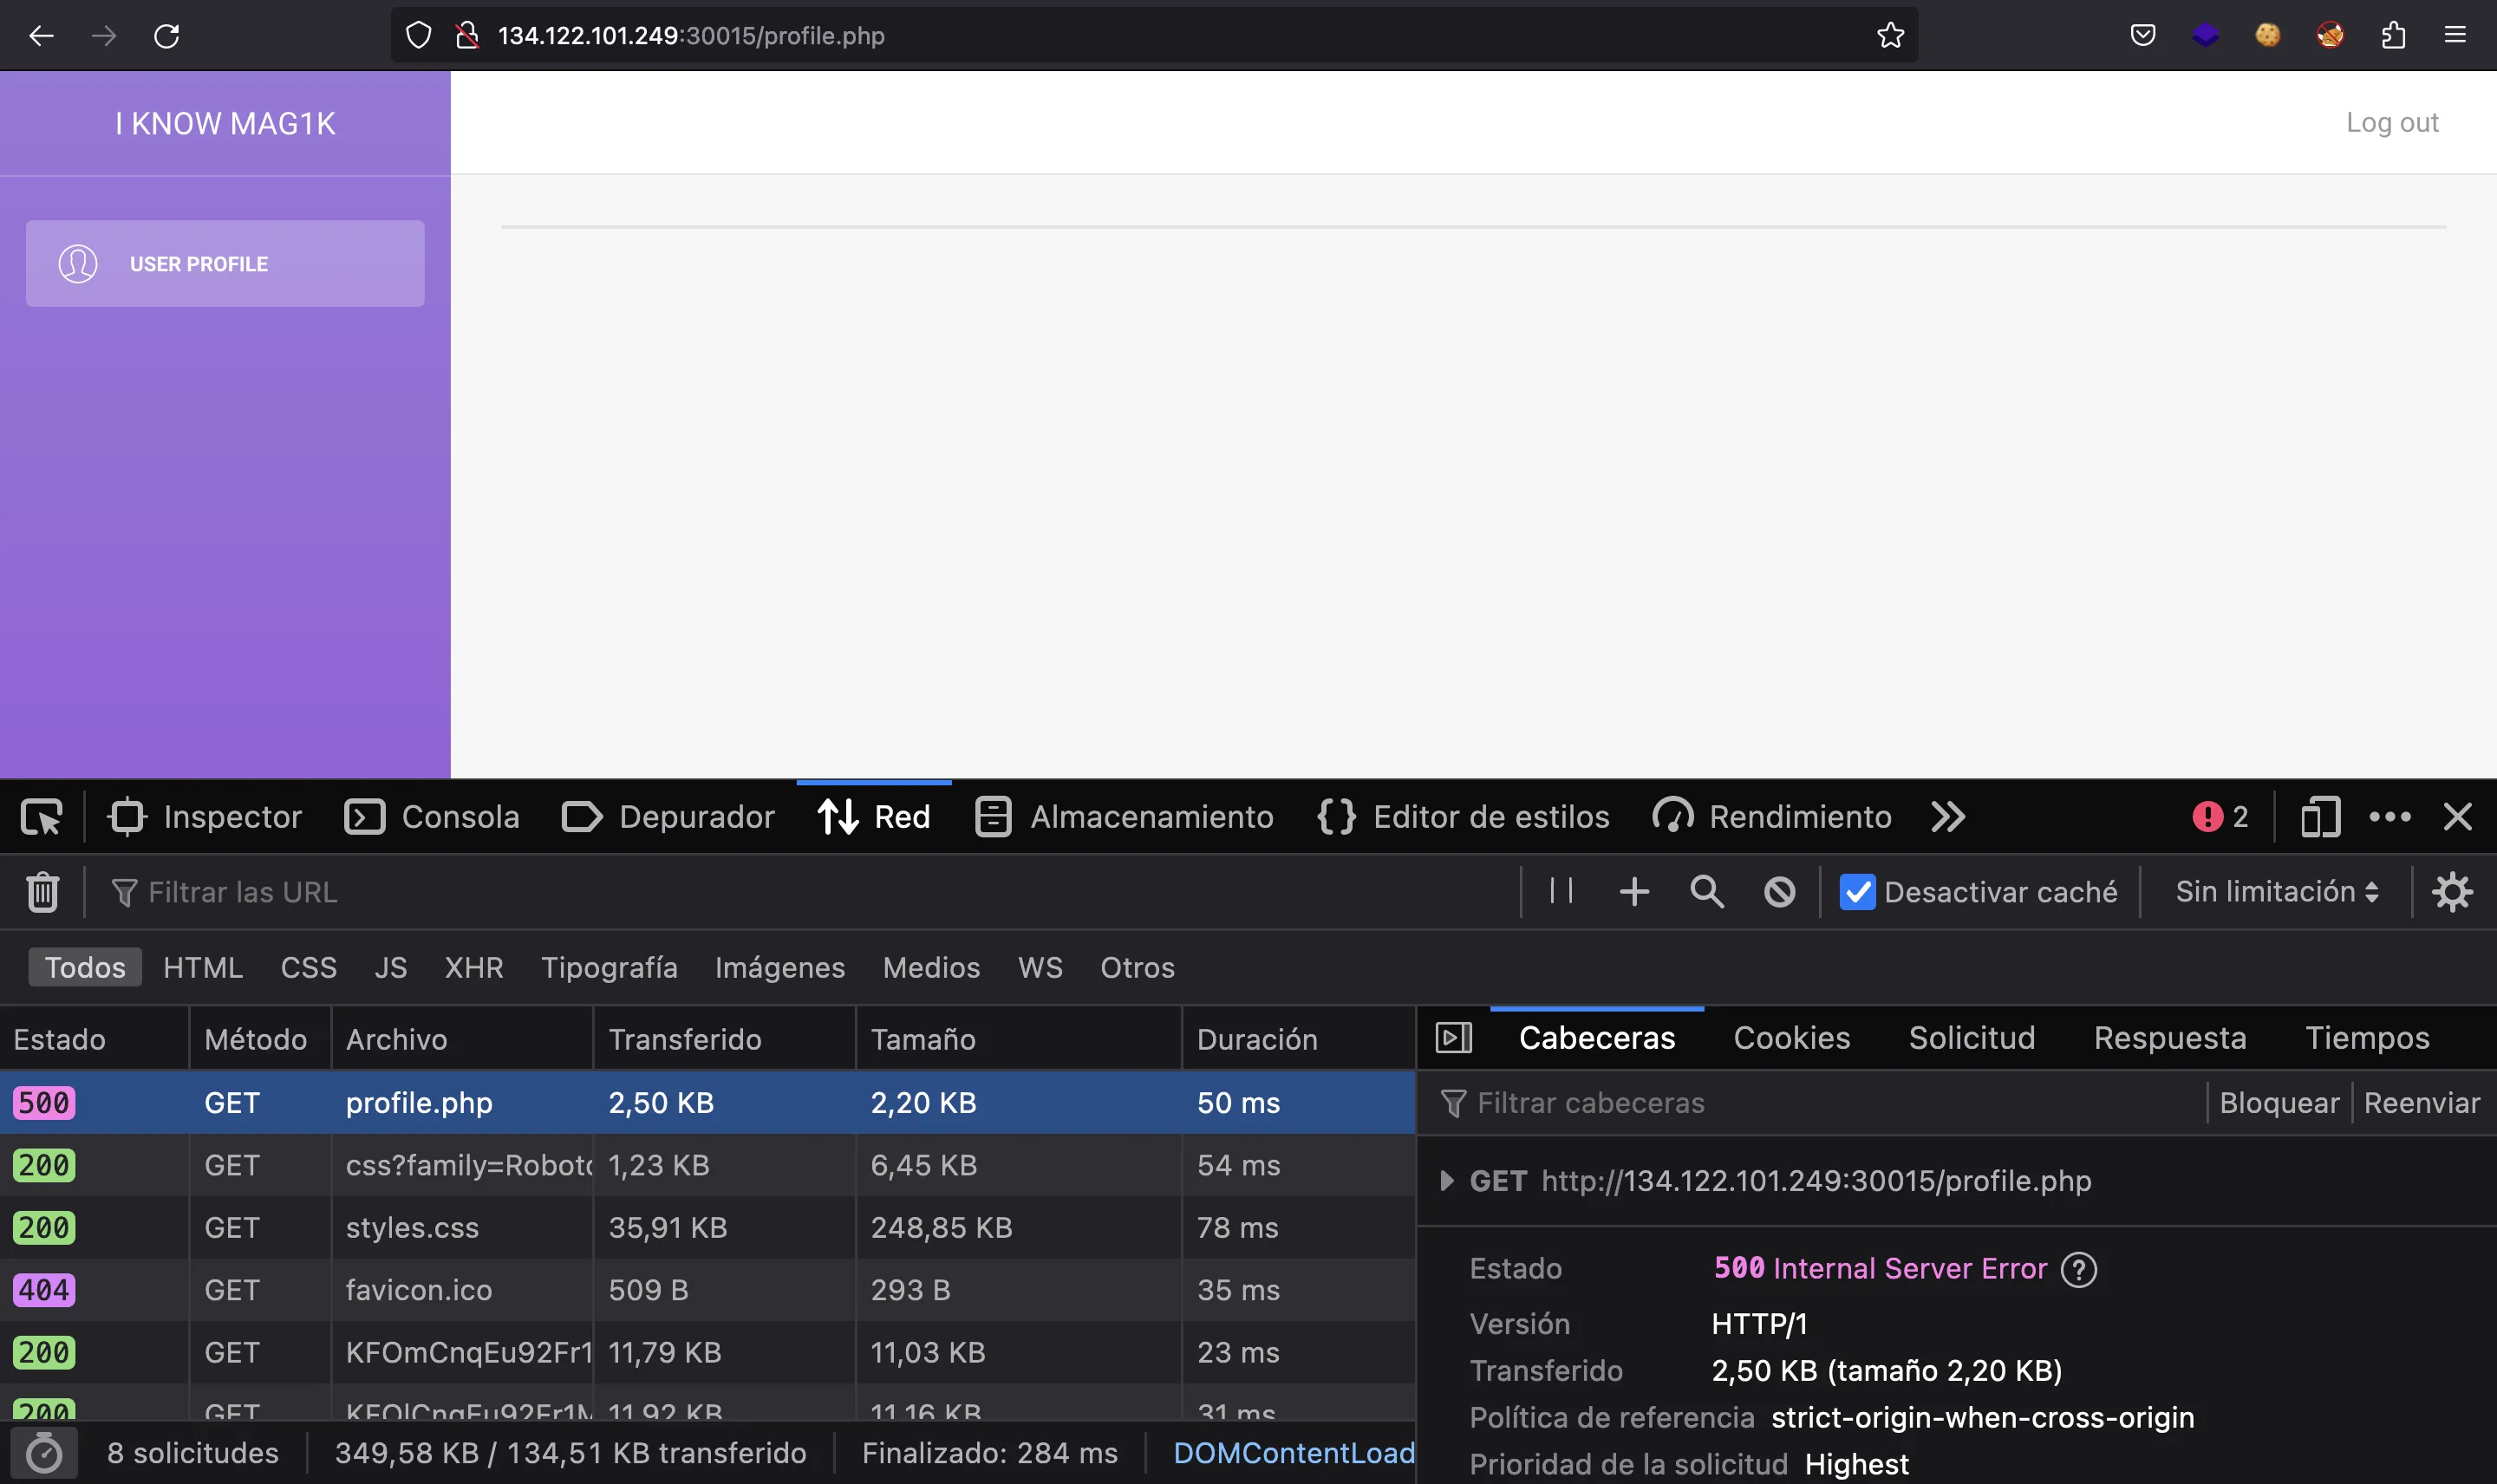 134.122.101.249:30015/profile.php
I KNOW MAG1K
Log out
USER PROFILE
Inspector Consola Depurador Red Almacenamiento Editor de estilos Rendimiento 2
Filtrar las URL Desactivar caché Sin limitación
Todos HTML CSS JS XHR Tipografía Imágenes Medios WS Otros
Estado Método Archivo Transferido Tamaño Duración
500 GET profile.php 2,50 KB 2,20 KB 50 ms
200 GET css?family=Roboto 1,23 KB 6,45 KB 54 ms
200 GET styles.css 35,91 KB 248,85 KB 78 ms
404 GET favicon.ico 509 B 293 B 35 ms
200 GET KFOmCnqEu92Fr1 11,79 KB 11,03 KB 23 ms
200 GET KFOlCnqEu92Fr1M 11,92 KB 11,16 KB 31 ms
8 solicitudes 349,58 KB / 134,51 KB transferido Finalizado: 284 ms DOMContentLoad
Cabeceras Cookies Solicitud Respuesta Tiempos
Filtrar cabeceras Bloquear Reenviar
GET http://134.122.101.249:30015/profile.php
Estado 500 Internal Server Error ?
Versión HTTP/1
Transferido 2,50 KB (tamaño 2,20 KB)
Política de referencia strict-origin-when-cross-origin
Prioridad de la solicitud Highest